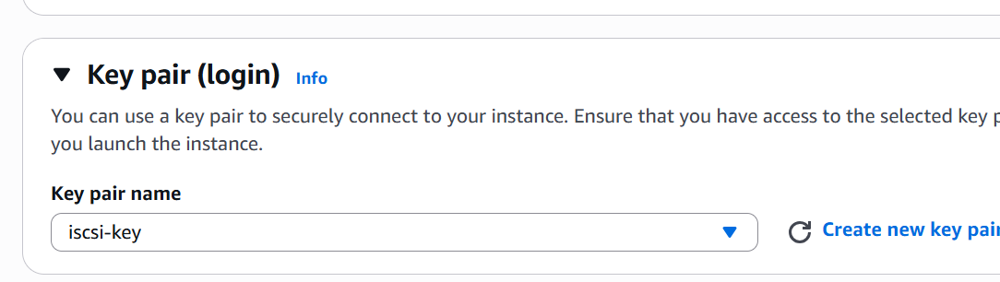 Key pair (login) Info
You can use a key pair to securely connect to your instance. Ensure that you have access to the selected key
you launch the instance.
Key pair name
iscsi-key
Create new key pair